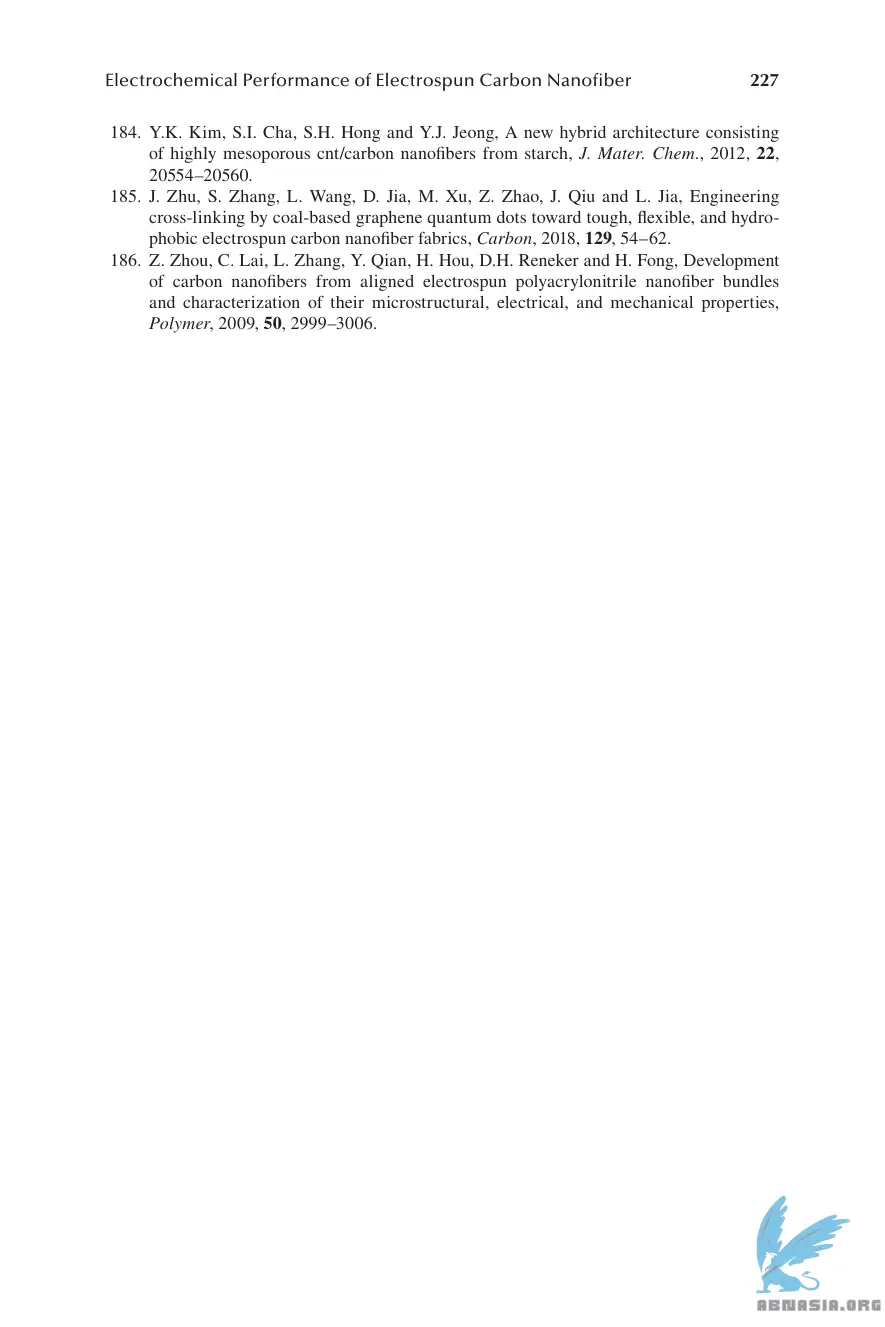 Electrochemical Performance of Electrospun Carbon Nanofiber 227
184. Y.K. Kim, S.I. Cha, S.H. Hong and Y.J. Jeong, A new hybrid architecture consisting
of highly mesoporous cnt/carbon nanofibers from starch, J. Mater. Chem., 2012, 22,
20554–20560.
185. J. Zhu, S. Zhang, L. Wang, D. Jia, M. Xu, Z. Zhao, J. Qiu and L. Jia, Engineering
cross-linking by coal-based graphene quantum dots toward tough, flexible, and hydro-
phobic electrospun carbon nanofiber fabrics, Carbon, 2018, 129, 54–62.
186. Z. Zhou, C. Lai, L. Zhang, Y. Qian, H. Hou, D.H. Reneker and H. Fong, Development
of carbon nanofibers from aligned electrospun polyacrylonitrile nanofiber bundles
and characterization of their microstructural, electrical, and mechanical properties,
Polymer, 2009, 50, 2999–3006.
ABNASIA.ORG